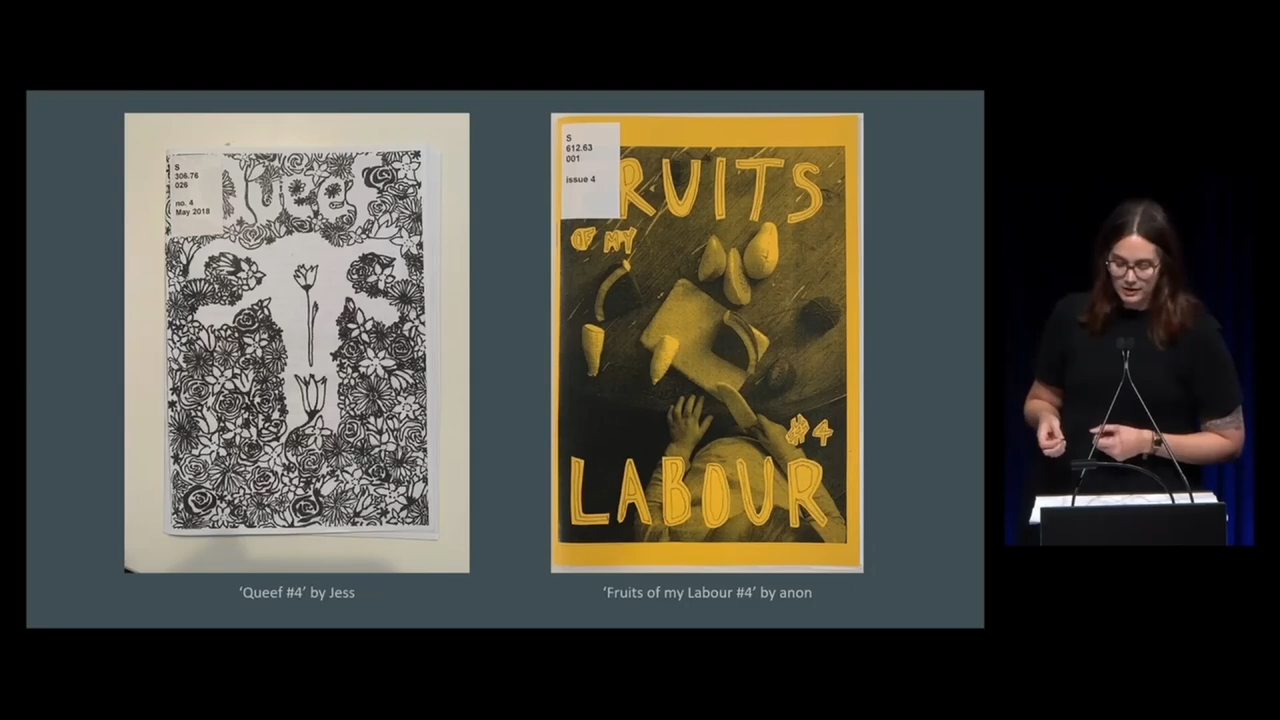 S
306.76
026
no. 4
May 2018
S
612.63
001
issue 4
RUITS
OF MY
#4
LABOUR
‘Queef #4’ by Jess
‘Fruits of my Labour #4’ by anon